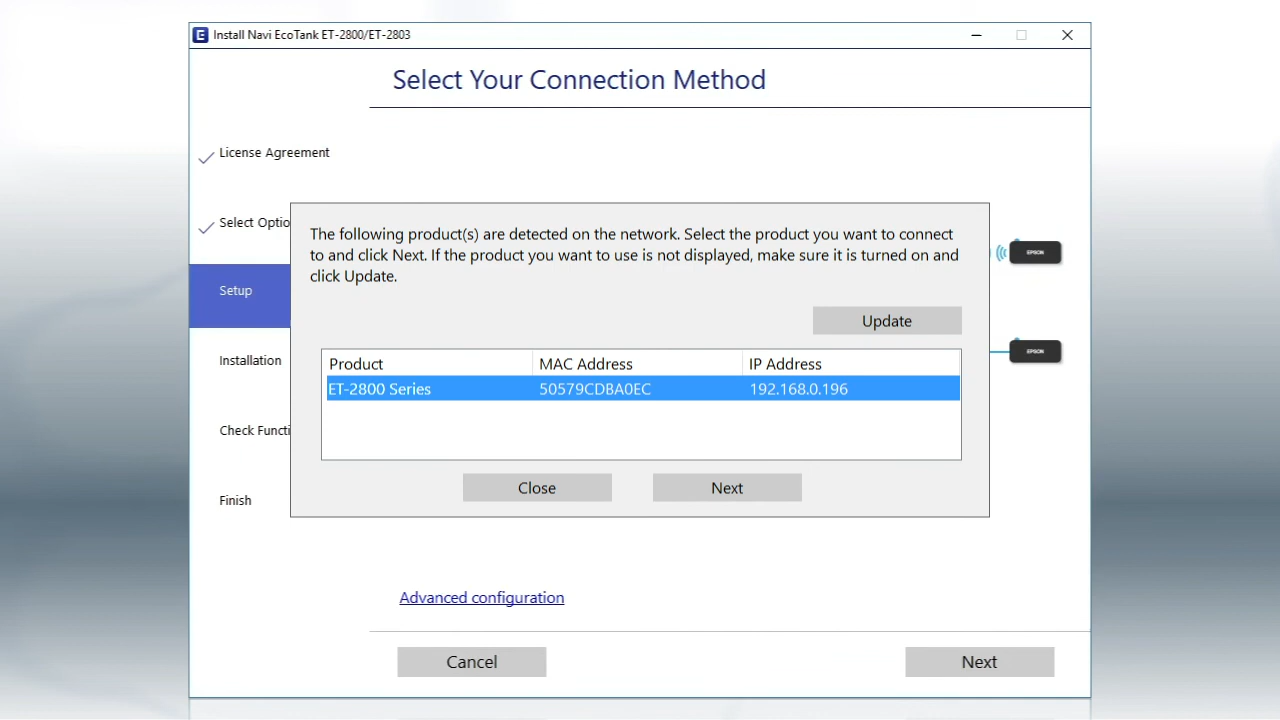 Install Navi EcoTank ET-2800/ET-2803
Select Your Connection Method
License Agreement
Select Optio
Setup
Installation
Check Functi
Finish
The following product(s) are detected on the network. Select the product you want to connect
to and click Next. If the product you want to use is not displayed, make sure it is turned on and
click Update.
Update
Product MAC Address IP Address
ET-2800 Series 50579CDBA0EC 192.168.0.196
Close Next
EPSON
EPSON
Advanced configuration
Cancel Next